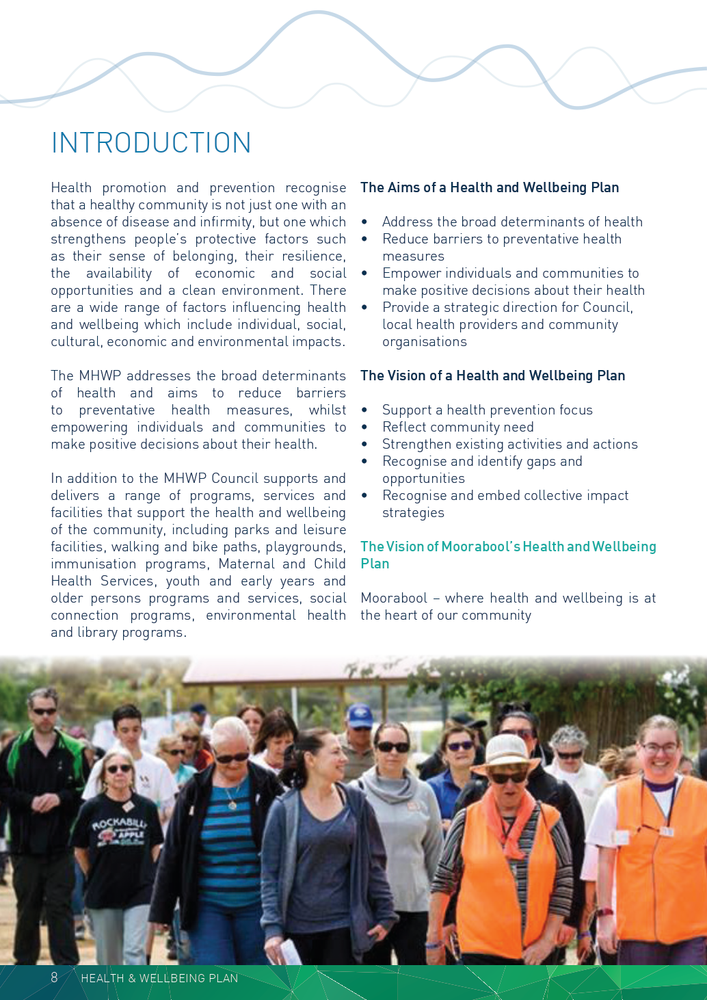 INTRODUCTION
Health promotion and prevention recognise
that a healthy community is not just one with an
absence of disease and infirmity, but one which
strengthens people’s protective factors such
as their sense of belonging, their resilience,
the availability of economic and social
opportunities and a clean environment. There
are a wide range of factors influencing health
and wellbeing which include individual, social,
cultural, economic and environmental impacts.
The MHWP addresses the broad determinants
of health and aims to reduce barriers
to preventative health measures, whilst
empowering individuals and communities to
make positive decisions about their health.
In addition to the MHWP Council supports and
delivers a range of programs, services and
facilities that support the health and wellbeing
of the community, including parks and leisure
facilities, walking and bike paths, playgrounds,
immunisation programs, Maternal and Child
Health Services, youth and early years and
older persons programs and services, social
connection programs, environmental health
and library programs.
The Aims of a Health and Wellbeing Plan
• Address the broad determinants of health
• Reduce barriers to preventative health
measures
• Empower individuals and communities to
make positive decisions about their health
• Provide a strategic direction for Council,
local health providers and community
organisations
The Vision of a Health and Wellbeing Plan
• Support a health prevention focus
• Reflect community need
• Strengthen existing activities and actions
• Recognise and identify gaps and
opportunities
• Recognise and embed collective impact
strategies
The Vision of Moorabool’s Health and Wellbeing
Plan
Moorabool – where health and wellbeing is at
the heart of our community
ROCKABILLY
APPLE
8 HEALTH & WELLBEING PLAN